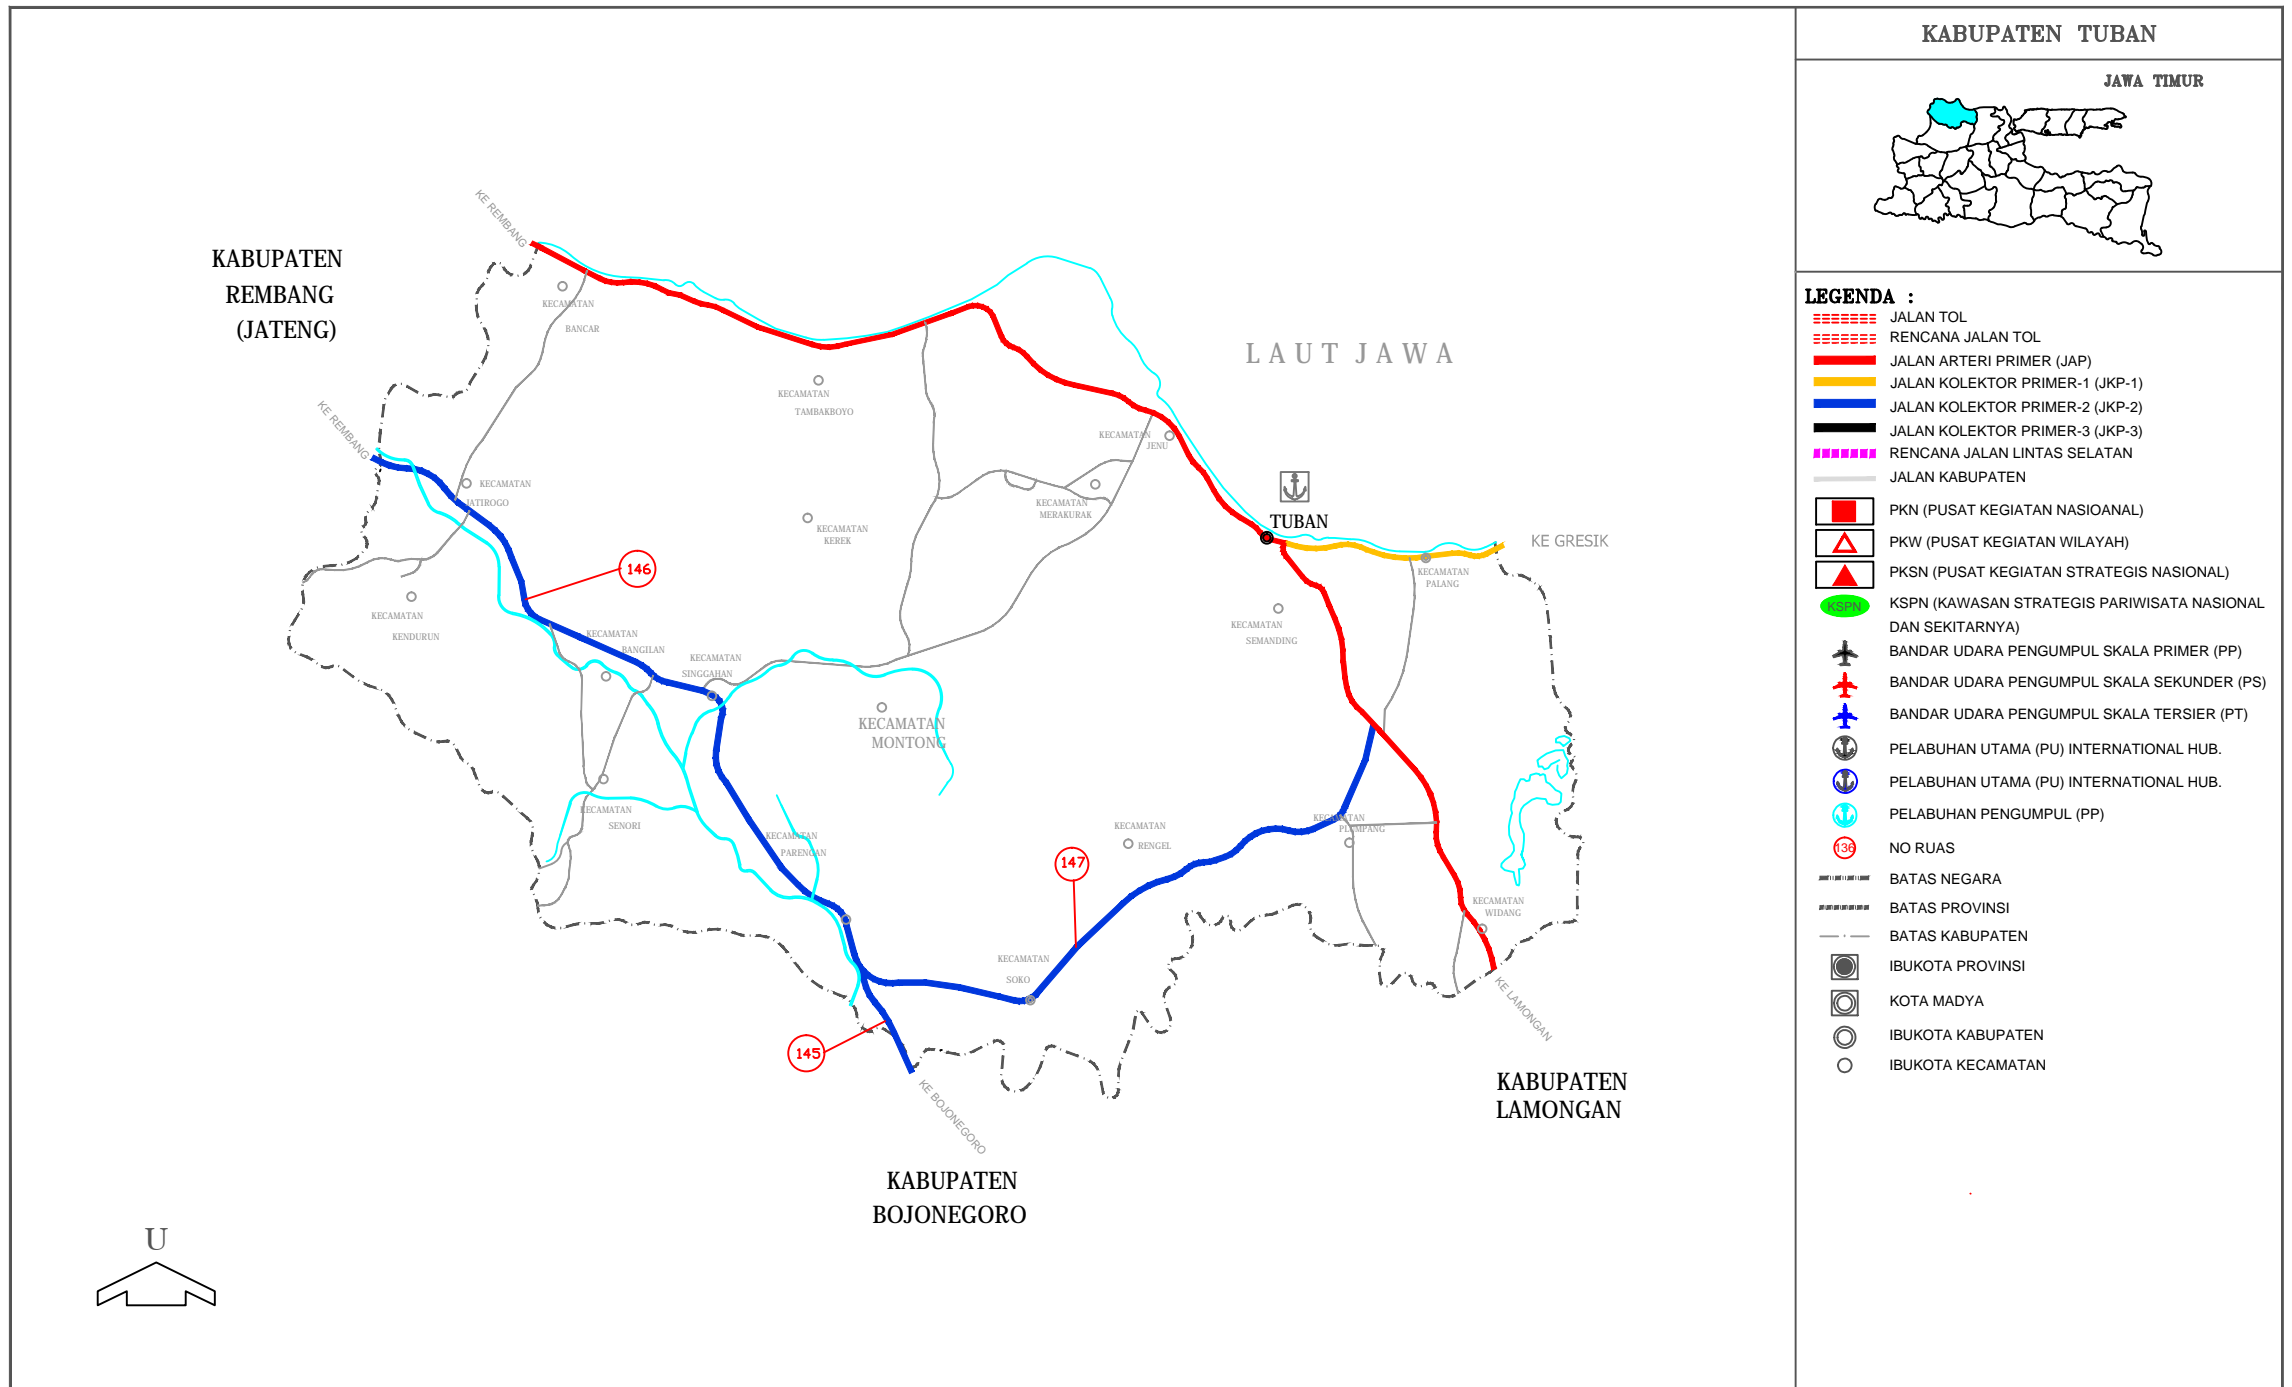 KABUPATEN TUBAN
JAWA TIMUR
KE REMBANG
KABUPATEN
REMBANG
(JATENG)
KECAMATAN
BANCAR
LAUT JAWA
KECAMATAN
TAMBAKBOYO
KE REMBANG
KECAMATAN
JENU
KECAMATAN
JATIROGO
KECAMATAN
MERAKURAK
TUBAN
KECAMATAN
KEREK
KE GRESIK
146
KECAMATAN
PALANG
KECAMATAN
KENDURUN
KECAMATAN
BANGILAN
KECAMATAN
SEMANDING
KECAMATAN
SINGGAHAN
KECAMATAN
MONTONG
KECAMATAN
SENORI
KECAMATAN
PARENGAN
KECAMATAN
RENGEL
KECAMATAN
PLUMPANG
147
KECAMATAN
WIDANG
KECAMATAN
SOKO
145
KE LAMONGAN
KE BOJONEGORO
KABUPATEN
LAMONGAN
KABUPATEN
BOJONEGORO
U
LEGENDA :
JALAN TOL
RENCANA JALAN TOL
JALAN ARTERI PRIMER (JAP)
JALAN KOLEKTOR PRIMER-1 (JKP-1)
JALAN KOLEKTOR PRIMER-2 (JKP-2)
JALAN KOLEKTOR PRIMER-3 (JKP-3)
RENCANA JALAN LINTAS SELATAN
JALAN KABUPATEN
PKN (PUSAT KEGIATAN NASIOANAL)
PKW (PUSAT KEGIATAN WILAYAH)
PKSN (PUSAT KEGIATAN STRATEGIS NASIONAL)
KSPN KSPN (KAWASAN STRATEGIS PARIWISATA NASIONAL
DAN SEKITARNYA)
BANDAR UDARA PENGUMPUL SKALA PRIMER (PP)
BANDAR UDARA PENGUMPUL SKALA SEKUNDER (PS)
BANDAR UDARA PENGUMPUL SKALA TERSIER (PT)
PELABUHAN UTAMA (PU) INTERNATIONAL HUB.
PELABUHAN UTAMA (PU) INTERNATIONAL HUB.
PELABUHAN PENGUMPUL (PP)
136 NO RUAS
BATAS NEGARA
BATAS PROVINSI
BATAS KABUPATEN
IBUKOTA PROVINSI
KOTA MADYA
IBUKOTA KABUPATEN
IBUKOTA KECAMATAN